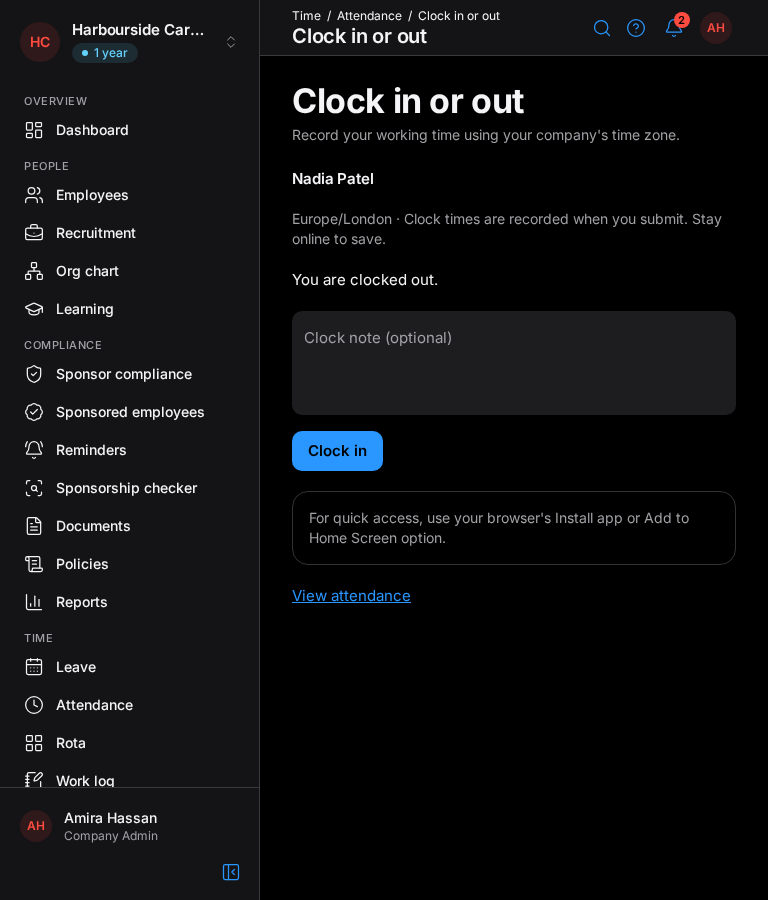 HC
Harbourside Car...
1 year
OVERVIEW
Dashboard
PEOPLE
Employees
Recruitment
Org chart
Learning
COMPLIANCE
Sponsor compliance
Sponsored employees
Reminders
Sponsorship checker
Documents
Policies
Reports
TIME
Leave
Attendance
Rota
Work log
AH
Amira Hassan
Company Admin
Time / Attendance / Clock in or out
Clock in or out
2
AH
Clock in or out
Record your working time using your company's time zone.
Nadia Patel
Europe/London · Clock times are recorded when you submit. Stay
online to save.
You are clocked out.
Clock note (optional)
Clock in
For quick access, use your browser's Install app or Add to
Home Screen option.
View attendance